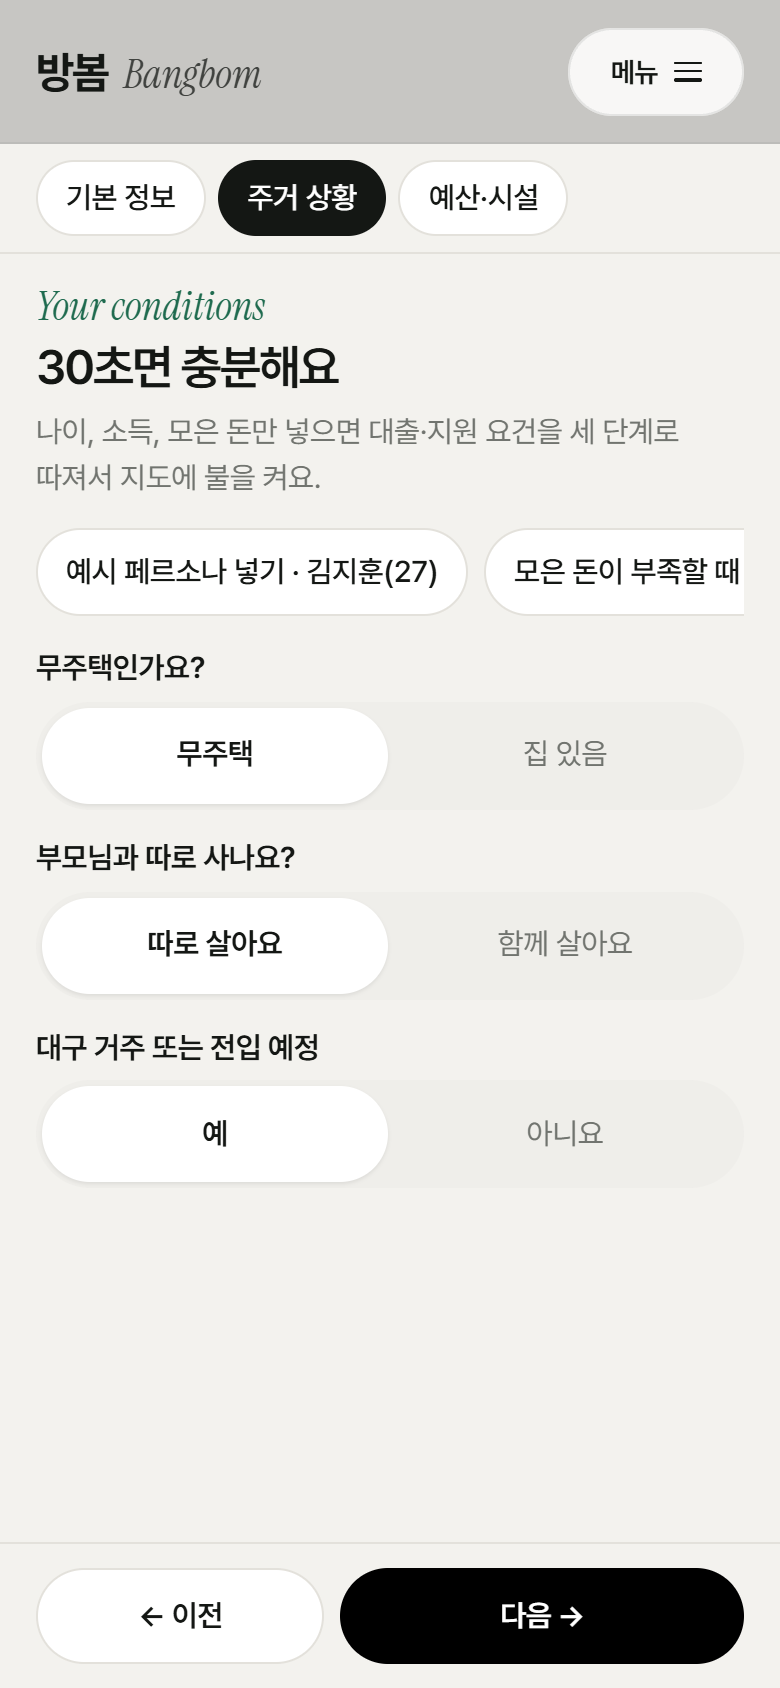 방봄 Bangbom
메뉴
기본 정보
주거 상황
예산·시설
Your conditions
30초면 충분해요
나이, 소득, 모은 돈만 넣으면 대출·지원 요건을 세 단계로
따져서 지도에 불을 켜요.
예시 페르소나 넣기 · 김지훈(27)
모은 돈이 부족할 때
무주택인가요?
무주택
집 있음
부모님과 따로 사나요?
따로 살아요
함께 살아요
대구 거주 또는 전입 예정
예
아니요
← 이전
다음 →